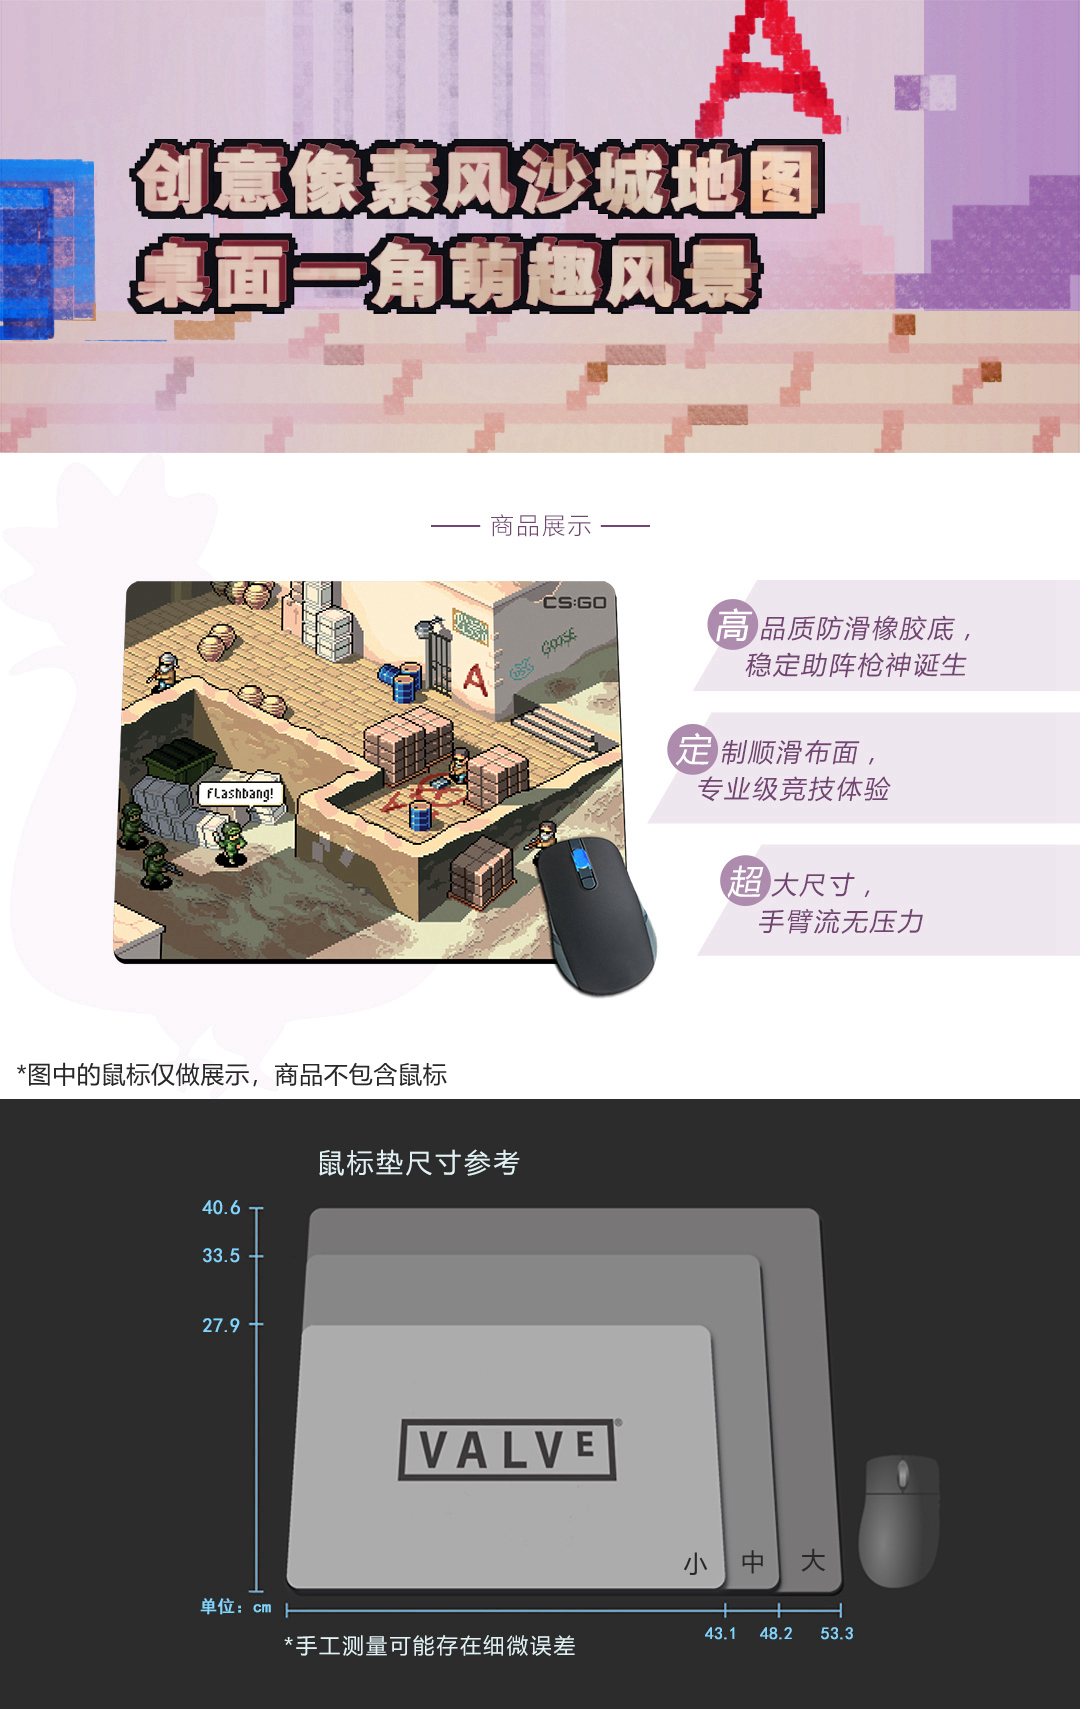 A
创意像素风沙城地图
桌面一角萌趣风景
商品展示
CS:GO
GOOSE
A
flashbang!
高品质防滑橡胶底，
稳定助阵枪神诞生
定制顺滑布面，
专业级竞技体验
超大尺寸，
手臂流无压力
*图中的鼠标仅做展示，商品不包含鼠标
鼠标垫尺寸参考
40.6
33.5
27.9
VALVE®
小 中 大
单位：cm
43.1 48.2 53.3
*手工测量可能存在细微误差